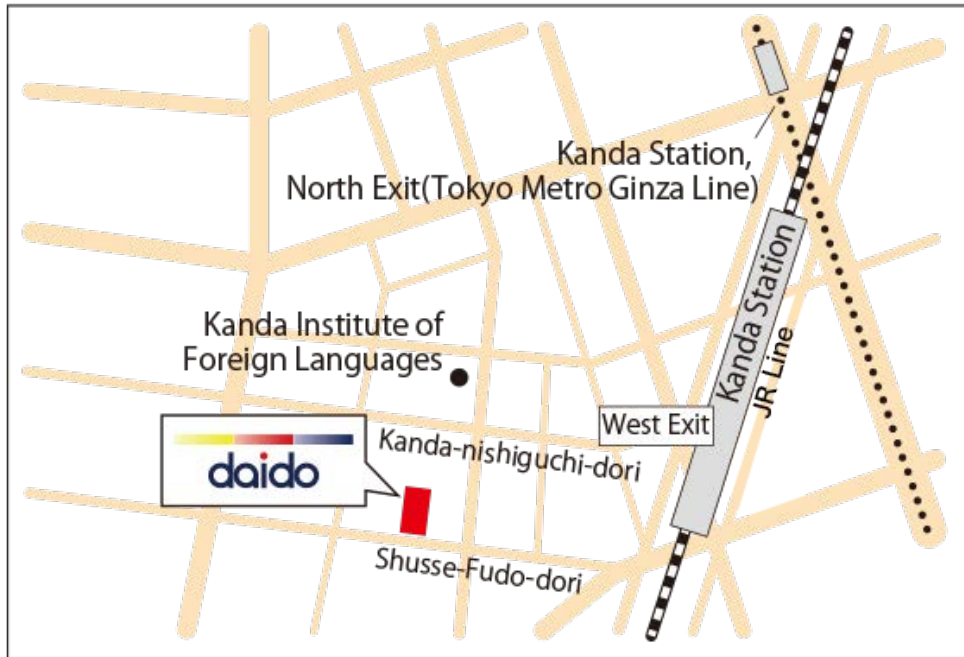 Kanda Station,
North Exit(Tokyo Metro Ginza Line)
Kanda Station
JR Line
Kanda Institute of
Foreign Languages
West Exit
Kanda-nishiguchi-dori
daido
Shusse-Fudo-dori